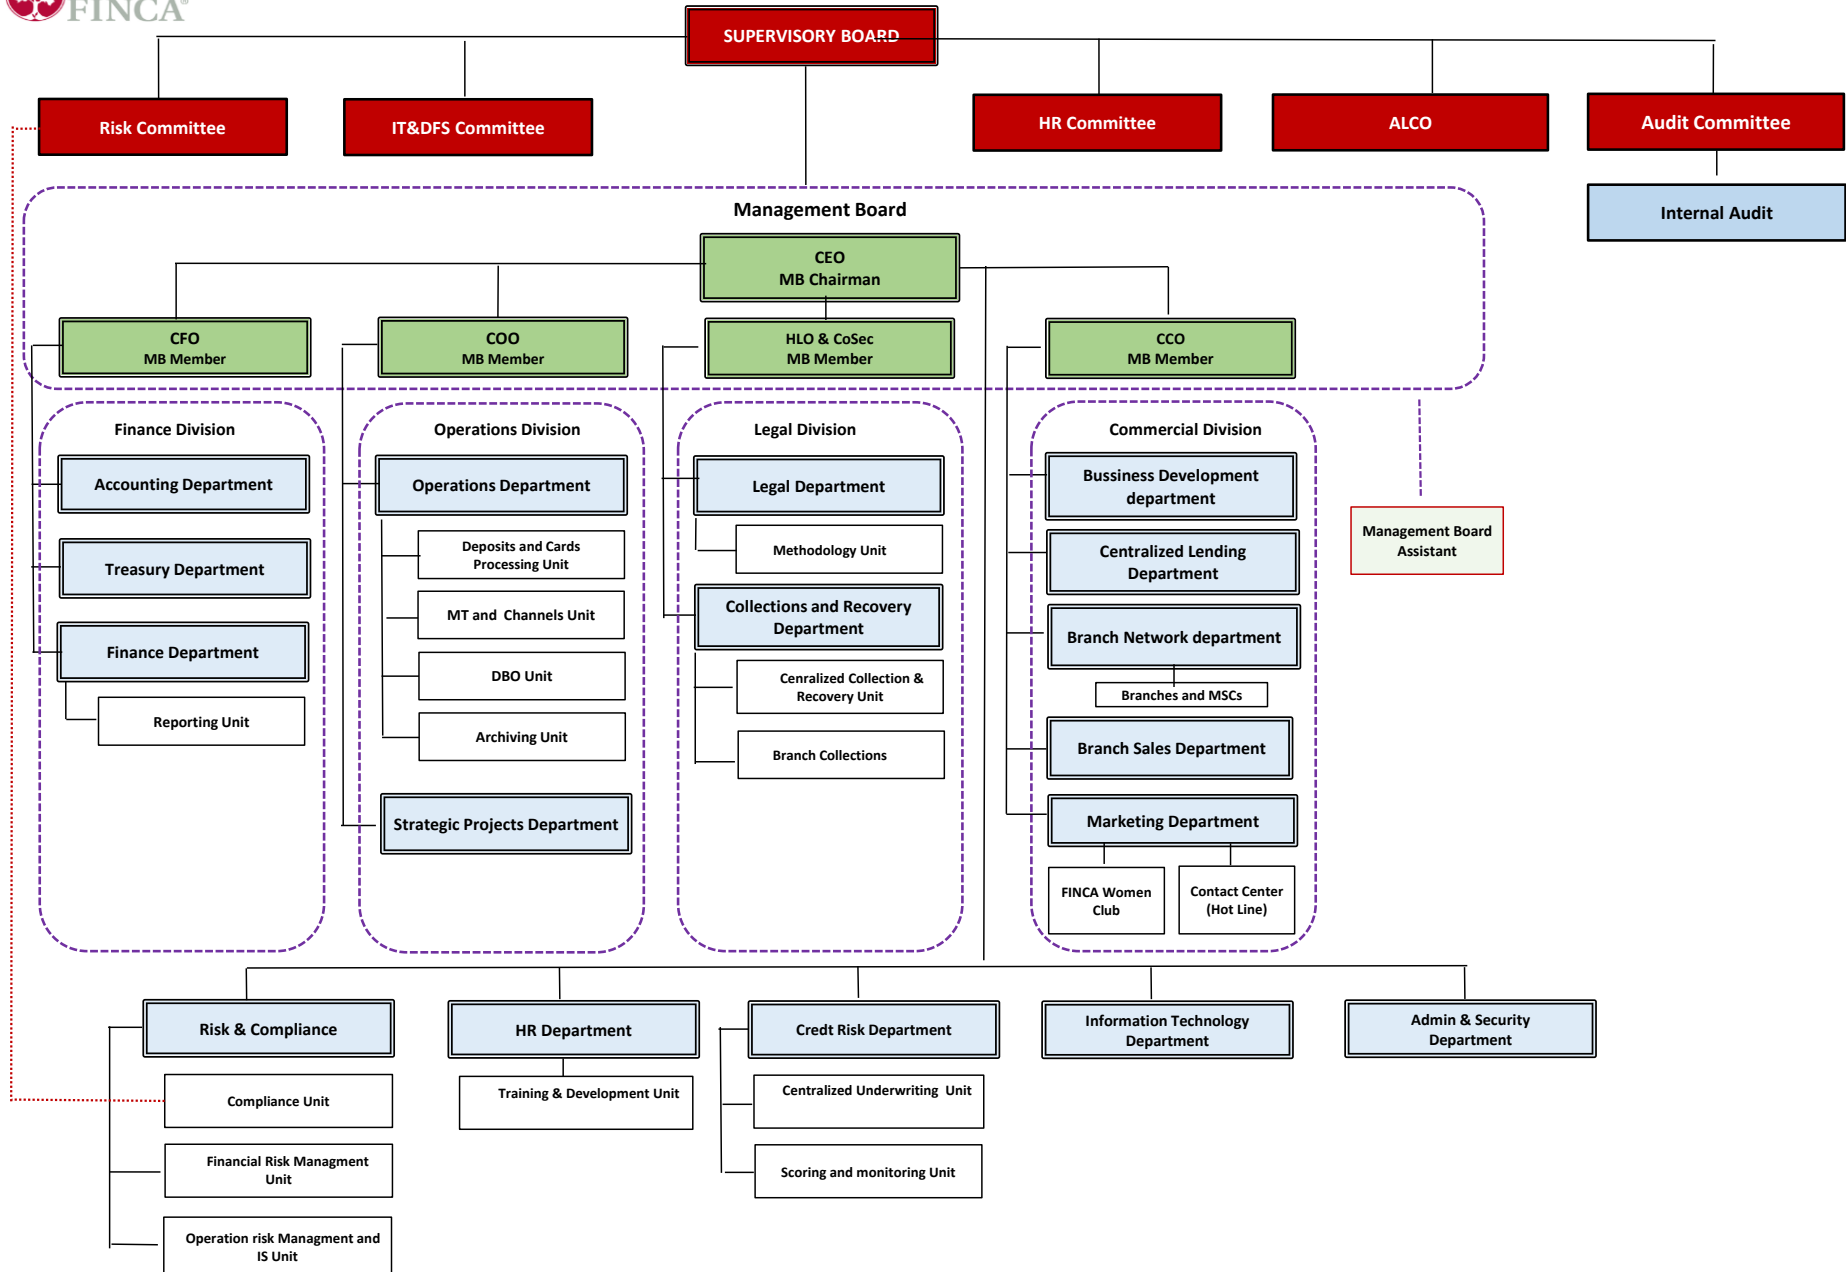 FINCA®
SUPERVISORY BOARD
Risk Committee
IT&DFS Committee
HR Committee
ALCO
Audit Committee
Internal Audit
Management Board
CEO
MB Chairman
CFO
MB Member
COO
MB Member
HLO & CoSec
MB Member
CCO
MB Member
Finance Division
Accounting Department
Treasury Department
Finance Department
Reporting Unit
Operations Division
Operations Department
Deposits and Cards
Processing Unit
MT and Channels Unit
DBO Unit
Archiving Unit
Strategic Projects Department
Legal Division
Legal Department
Methodology Unit
Collections and Recovery
Department
Cenralized Collection &
Recovery Unit
Branch Collections
Commercial Division
Bussiness Development
department
Centralized Lending
Department
Branch Network department
Branches and MSCs
Branch Sales Department
Marketing Department
FINCA Women
Club
Contact Center
(Hot Line)
Management Board
Assistant
Risk & Compliance
Compliance Unit
Financial Risk Managment
Unit
Operation risk Managment and
IS Unit
HR Department
Training & Development Unit
Credt Risk Department
Centralized Underwriting Unit
Scoring and monitoring Unit
Information Technology
Department
Admin & Security
Department